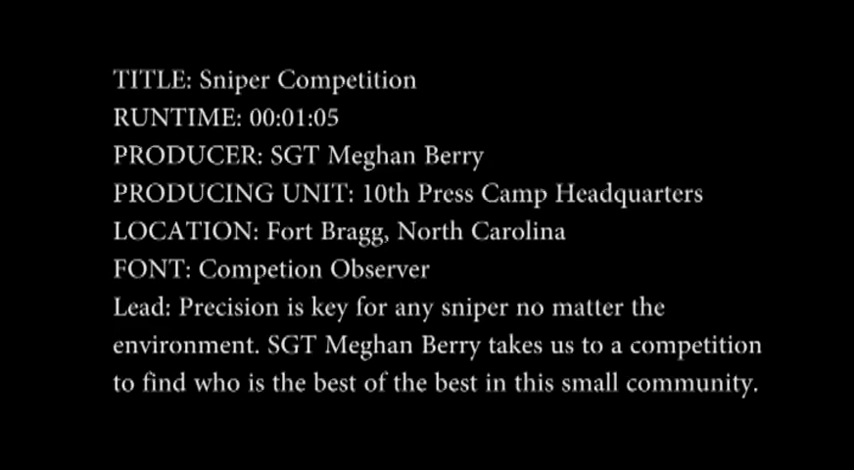 TITLE: Sniper Competition
RUNTIME: 00:01:05
PRODUCER: SGT Meghan Berry
PRODUCING UNIT: 10th Press Camp Headquarters
LOCATION: Fort Bragg, North Carolina
FONT: Competion Observer
Lead: Precision is key for any sniper no matter the
environment. SGT Meghan Berry takes us to a competition
to find who is the best of the best in this small community.